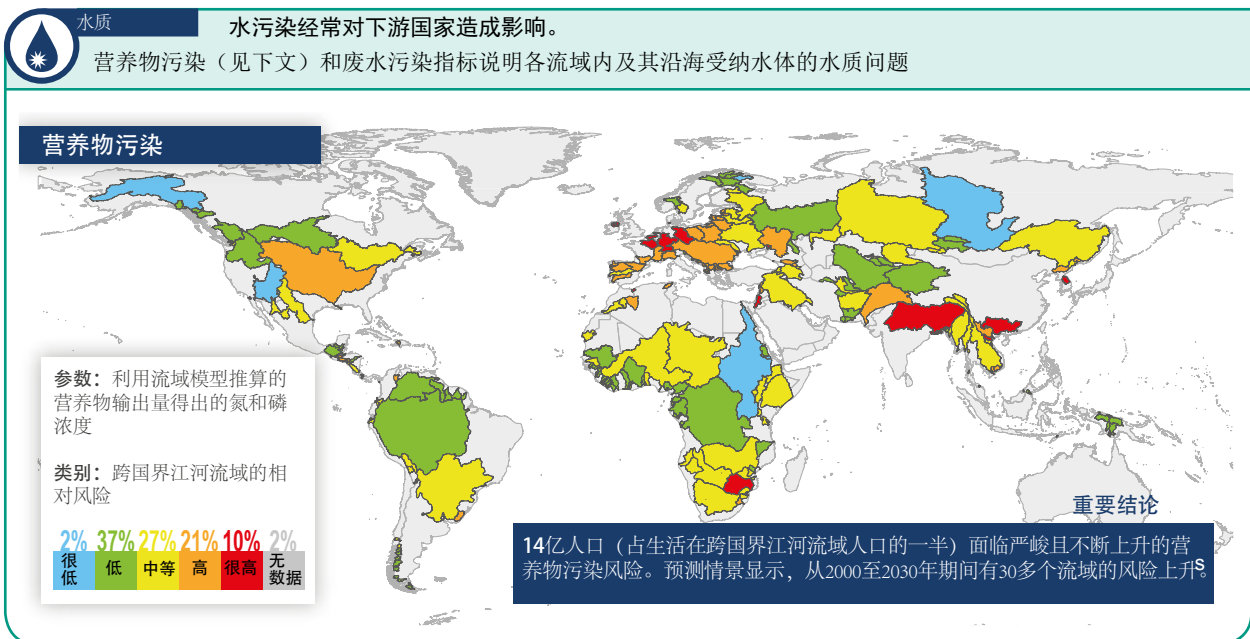 水质
水污染经常对下游国家造成影响。
营养物污染（见下文）和废水污染指标说明各流域内及其沿海受纳水体的水质问题
营养物污染
参数：利用流域模型推算的
营养物输出量得出的氮和磷
浓度
类别：跨国界江河流域的相
对风险
2% 37% 27% 21% 10% 2%
很低 低 中等 高 很高 无数据
重要结论
14亿人口（占生活在跨国界江河流域人口的一半）面临严峻且不断上升的营
养物污染风险。预测情景显示，从2000至2030年期间有30多个流域的风险上升s。